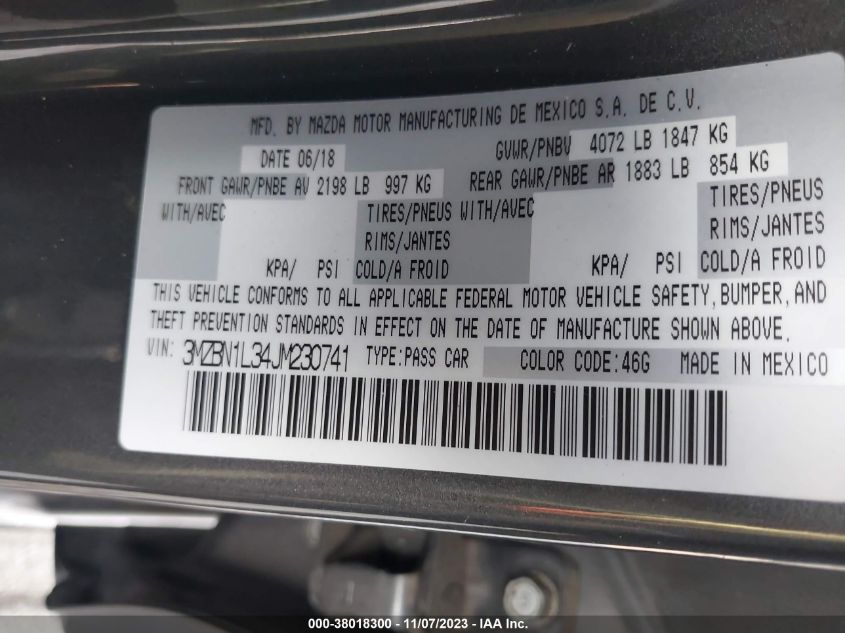 MFD. BY MAZDA MOTOR MANUFACTURING DE MEXICO S.A. DE C.V.
DATE 06/18 GVWR/PNBV 4072 LB 1847 KG
FRONT GAWR/PNBE AV 2198 LB 997 KG REAR GAWR/PNBE AR 1883 LB 854 KG
WITH/AVEC TIRES/PNEUS WITH/AVEC TIRES/PNEUS
RIMS/JANTES RIMS/JANTES
KPA/ PSI COLD/A FROID KPA/ PSI COLD/A FROID
THIS VEHICLE CONFORMS TO ALL APPLICABLE FEDERAL MOTOR VEHICLE SAFETY, BUMPER, AND
THEFT PREVENTION STANDARDS IN EFFECT ON THE DATE OF MANUFACTURE SHOWN ABOVE.
VIN: 3MZBN1L34JM230741 TYPE:PASS CAR COLOR CODE:46G MADE IN MEXICO
000-38018300 - 11/07/2023 - IAA Inc.